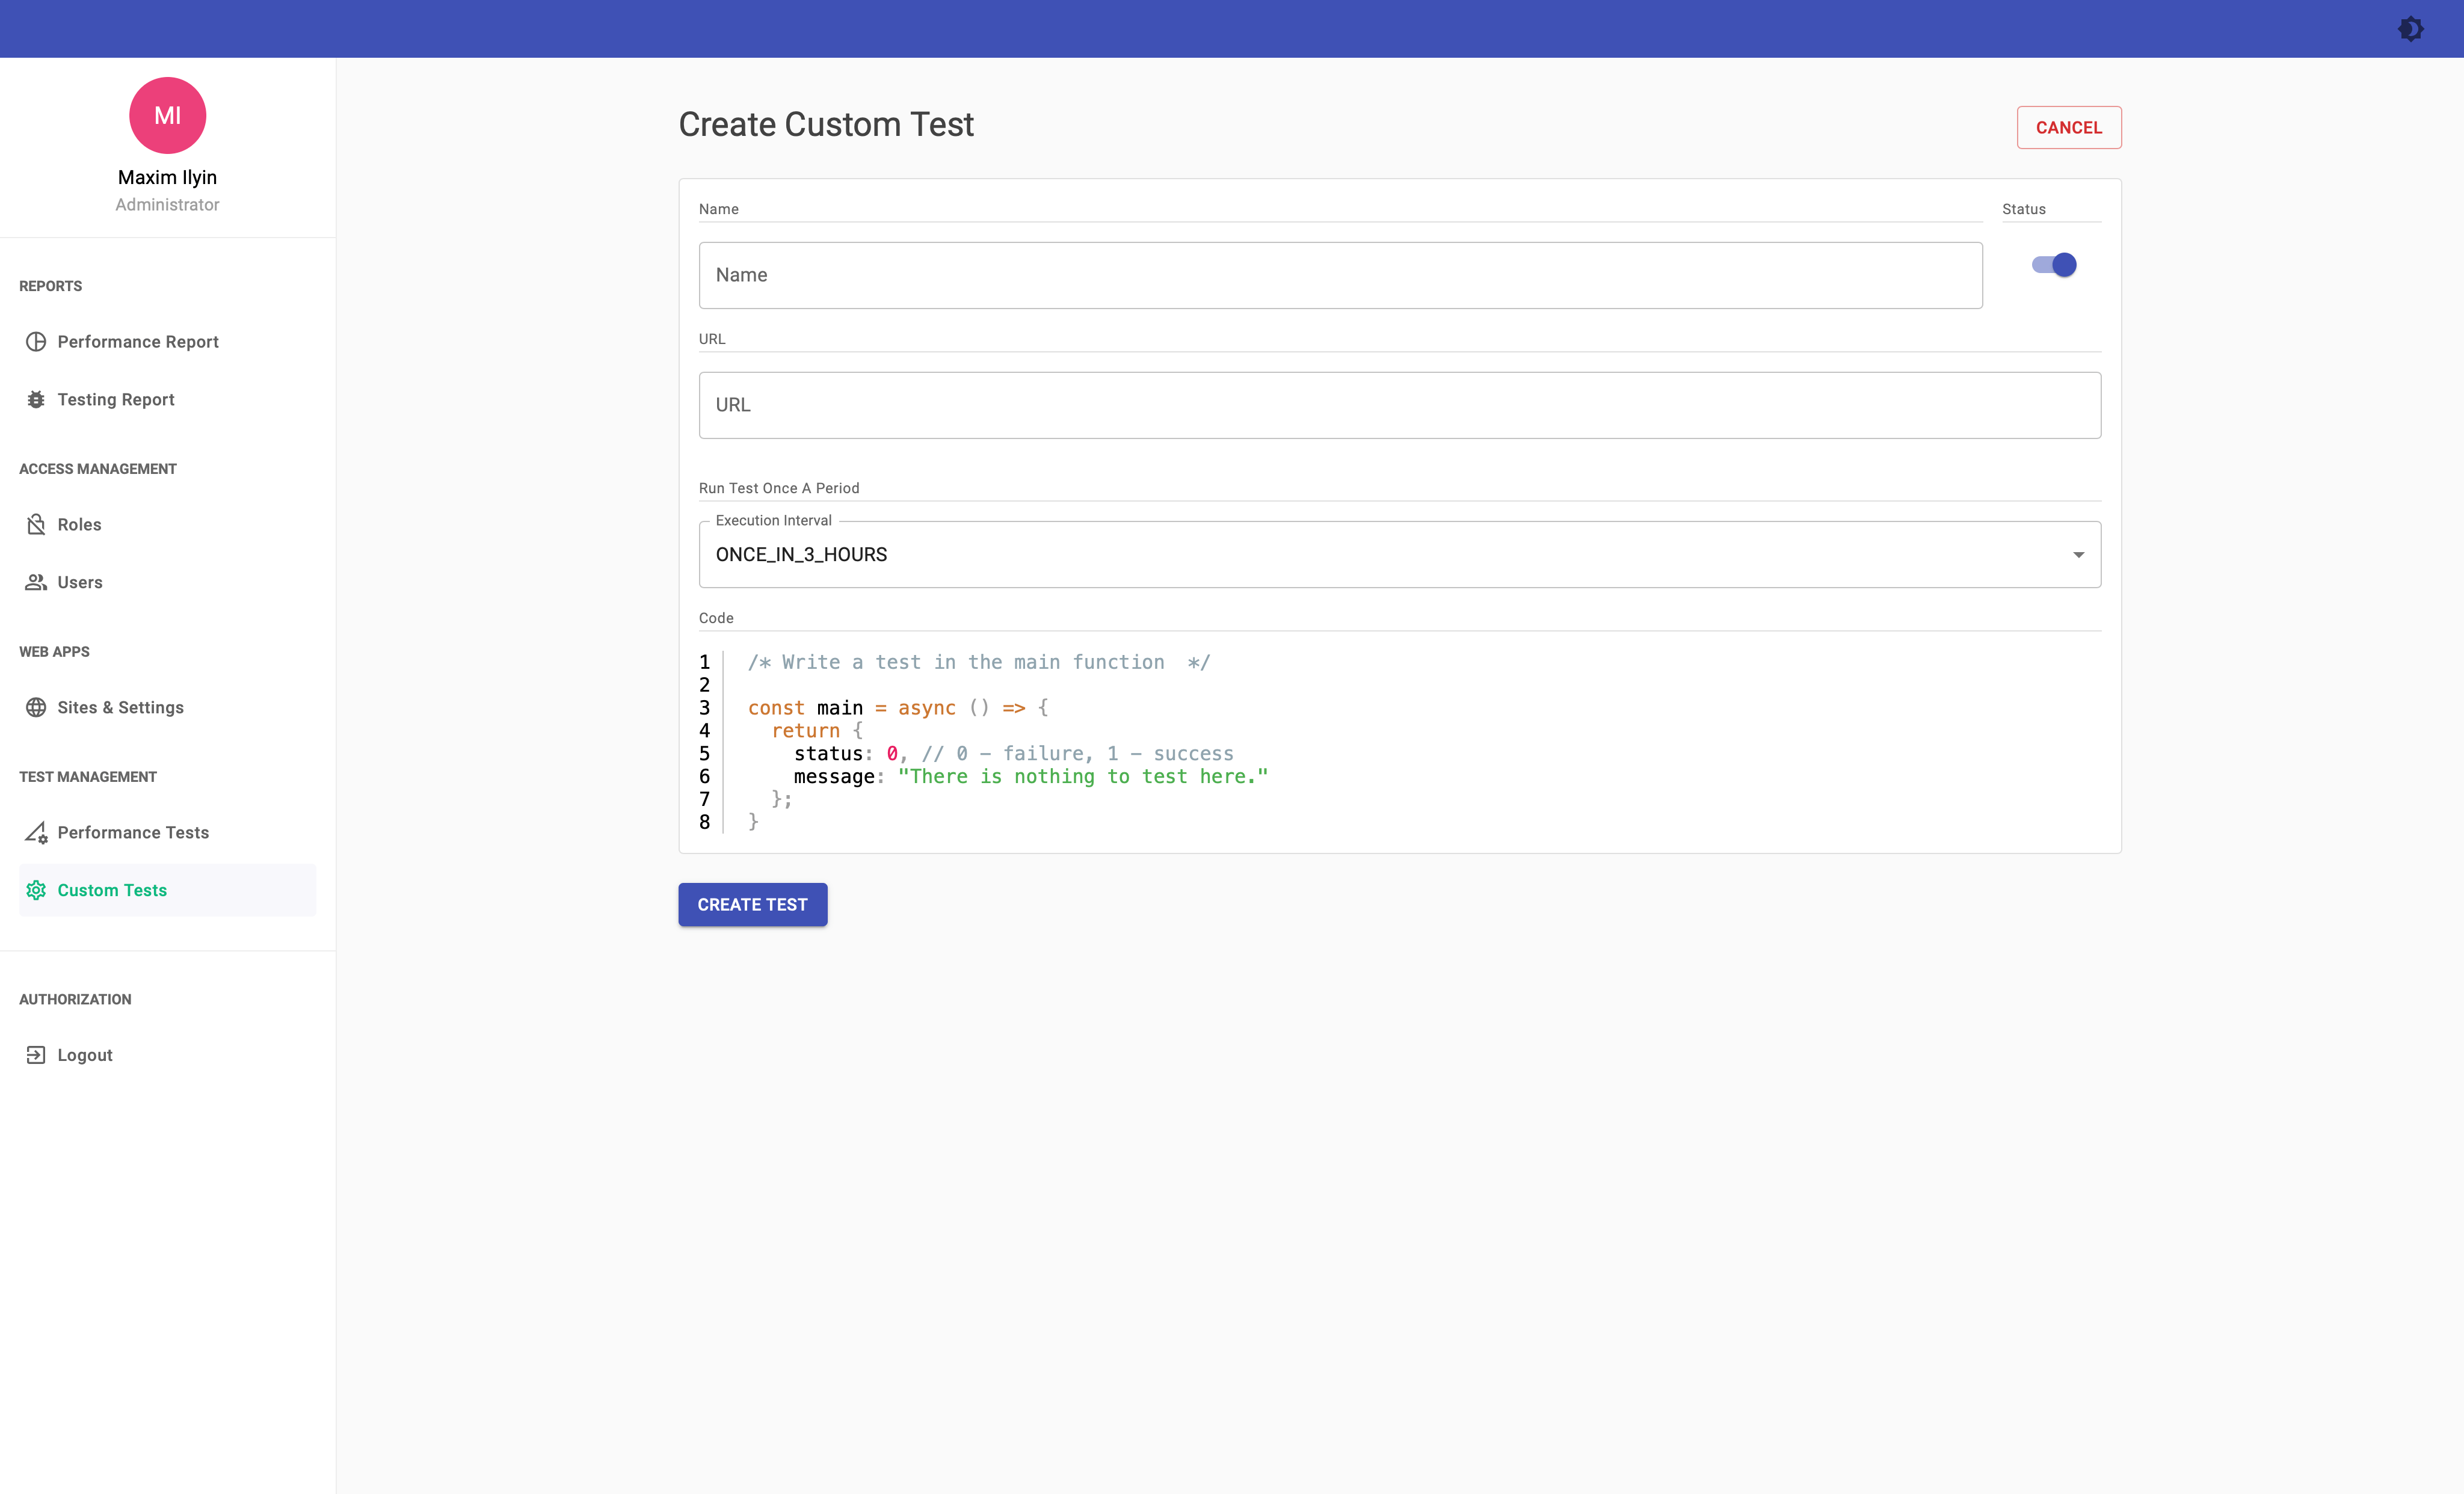 MI
Maxim Ilyin
Administrator
REPORTS
Performance Report
Testing Report
ACCESS MANAGEMENT
Roles
Users
WEB APPS
Sites & Settings
TEST MANAGEMENT
Performance Tests
Custom Tests
AUTHORIZATION
Logout
Create Custom Test
CANCEL
Name
Status
Name
URL
URL
Run Test Once A Period
Execution Interval
ONCE_IN_3_HOURS
Code
1 /* Write a test in the main function  */
2
3 const main = async () => {
4   return {
5     status: 0, // 0 - failure, 1 - success
6     message: "There is nothing to test here."
7   };
8 }
CREATE TEST